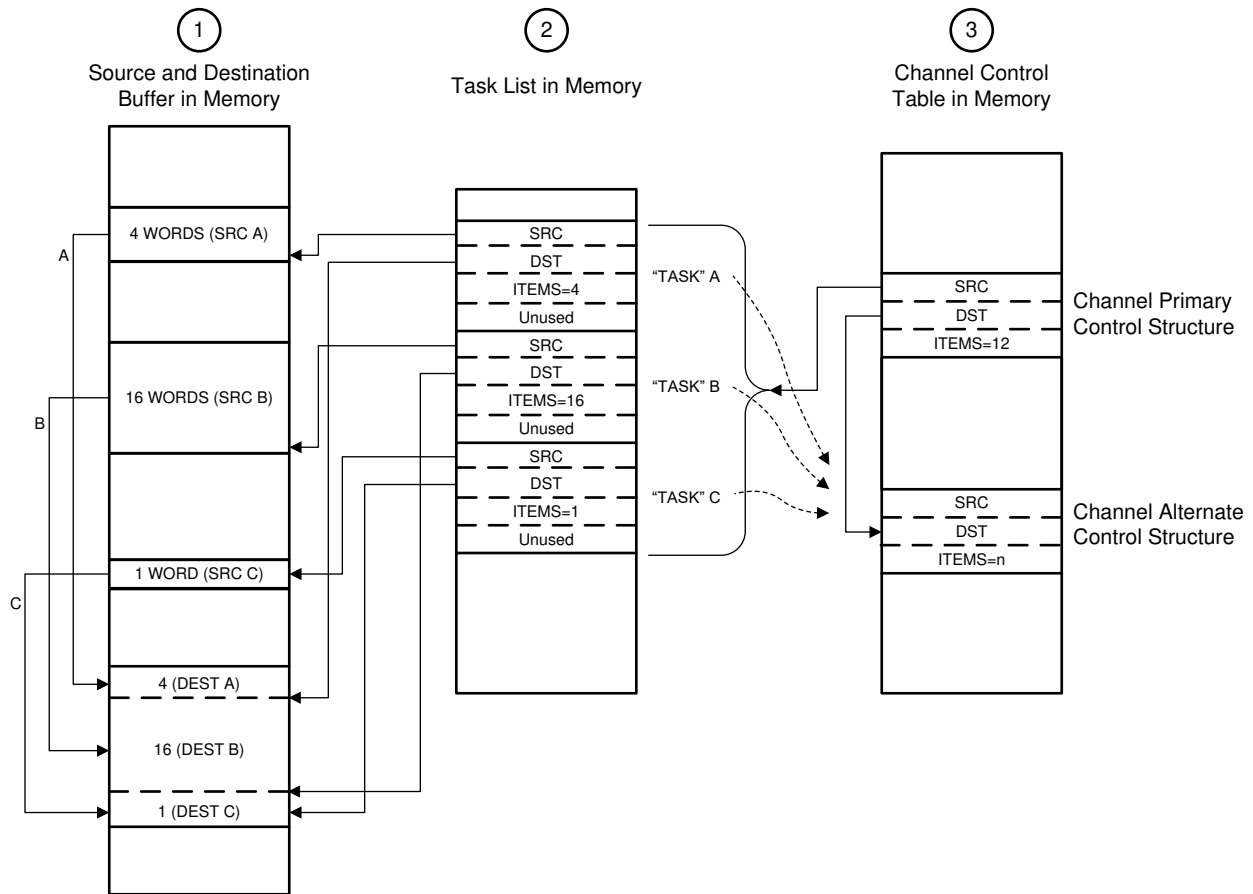 1
Source and Destination
Buffer in Memory
2
Task List in Memory
3
Channel Control
Table in Memory
4 WORDS (SRC A)
16 WORDS (SRC B)
1 WORD (SRC C)
4 (DEST A)
16 (DEST B)
1 (DEST C)
A
B
C
SRC
DST
ITEMS=4
Unused
SRC
DST
ITEMS=16
Unused
SRC
DST
ITEMS=1
Unused
“TASK” A
“TASK” B
“TASK” C
SRC
DST
ITEMS=12
Channel Primary
Control Structure
SRC
DST
ITEMS=n
Channel Alternate
Control Structure